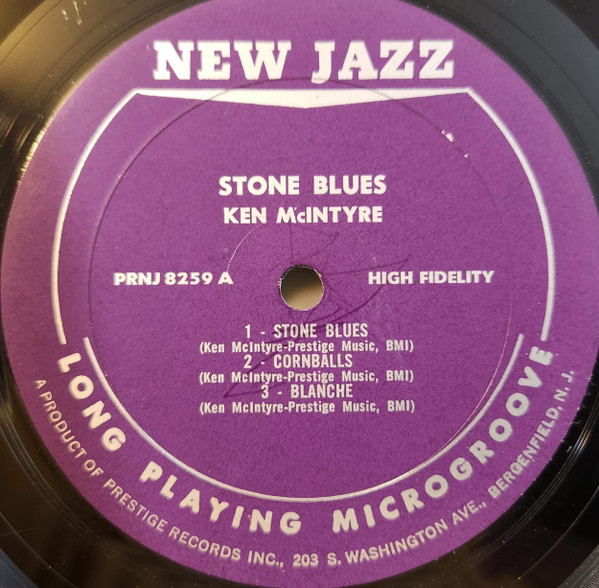 NEW JAZZ
STONE BLUES
KEN McINTYRE
PRNJ 8259 A
HIGH FIDELITY
1 - STONE BLUES
(Ken McIntyre-Prestige Music, BMI)
2 - CORNBALLS
(Ken McIntyre-Prestige Music, BMI)
3 - BLANCHE
(Ken McIntyre-Prestige Music, BMI)
LONG PLAYING MICROGROOVE
A PRODUCT OF PRESTIGE RECORDS INC., 203 S. WASHINGTON AVE., BERGENFIELD, N. J.